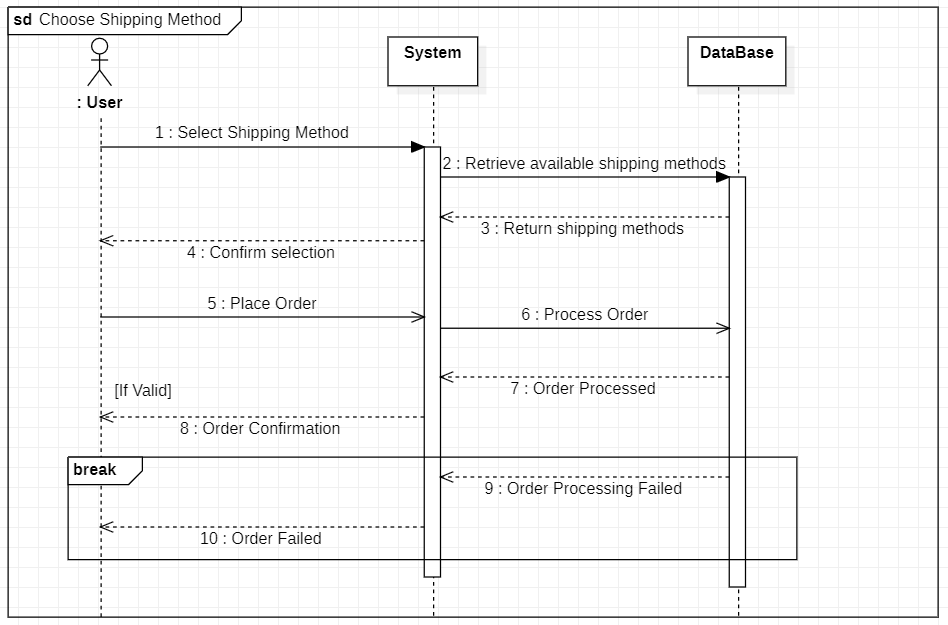 sd Choose Shipping Method
System
DataBase
: User
1 : Select Shipping Method
2 : Retrieve available shipping methods
3 : Return shipping methods
4 : Confirm selection
5 : Place Order
6 : Process Order
7 : Order Processed
[If Valid]
8 : Order Confirmation
break
9 : Order Processing Failed
10 : Order Failed